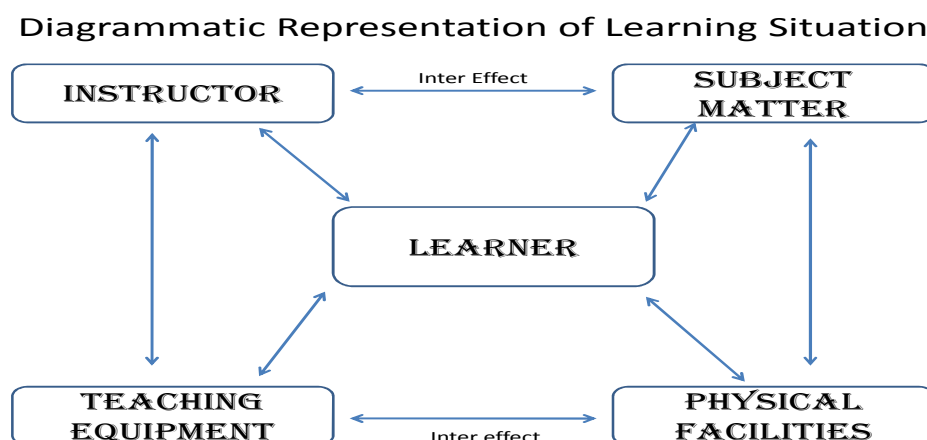 Diagrammatic Representation of Learning Situation
INSTRUCTOR
Inter Effect
SUBJECT
MATTER
LEARNER
TEACHING
EQUIPMENT
Inter effect
PHYSICAL
FACILITIES